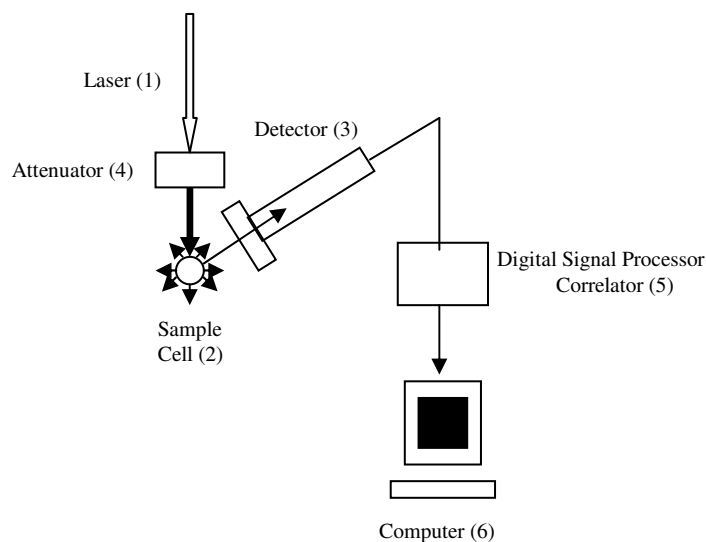 Laser (1)
Detector (3)
Attenuator (4)
Digital Signal Processor
Correlator (5)
Sample
Cell (2)
Computer (6)